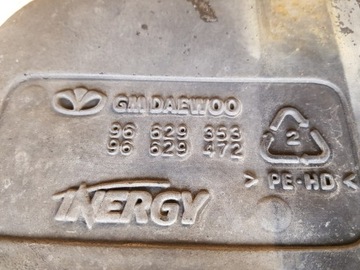 GM DAEWOO
96 629 353
96 629 472
2
> PE-HD <
INERGY